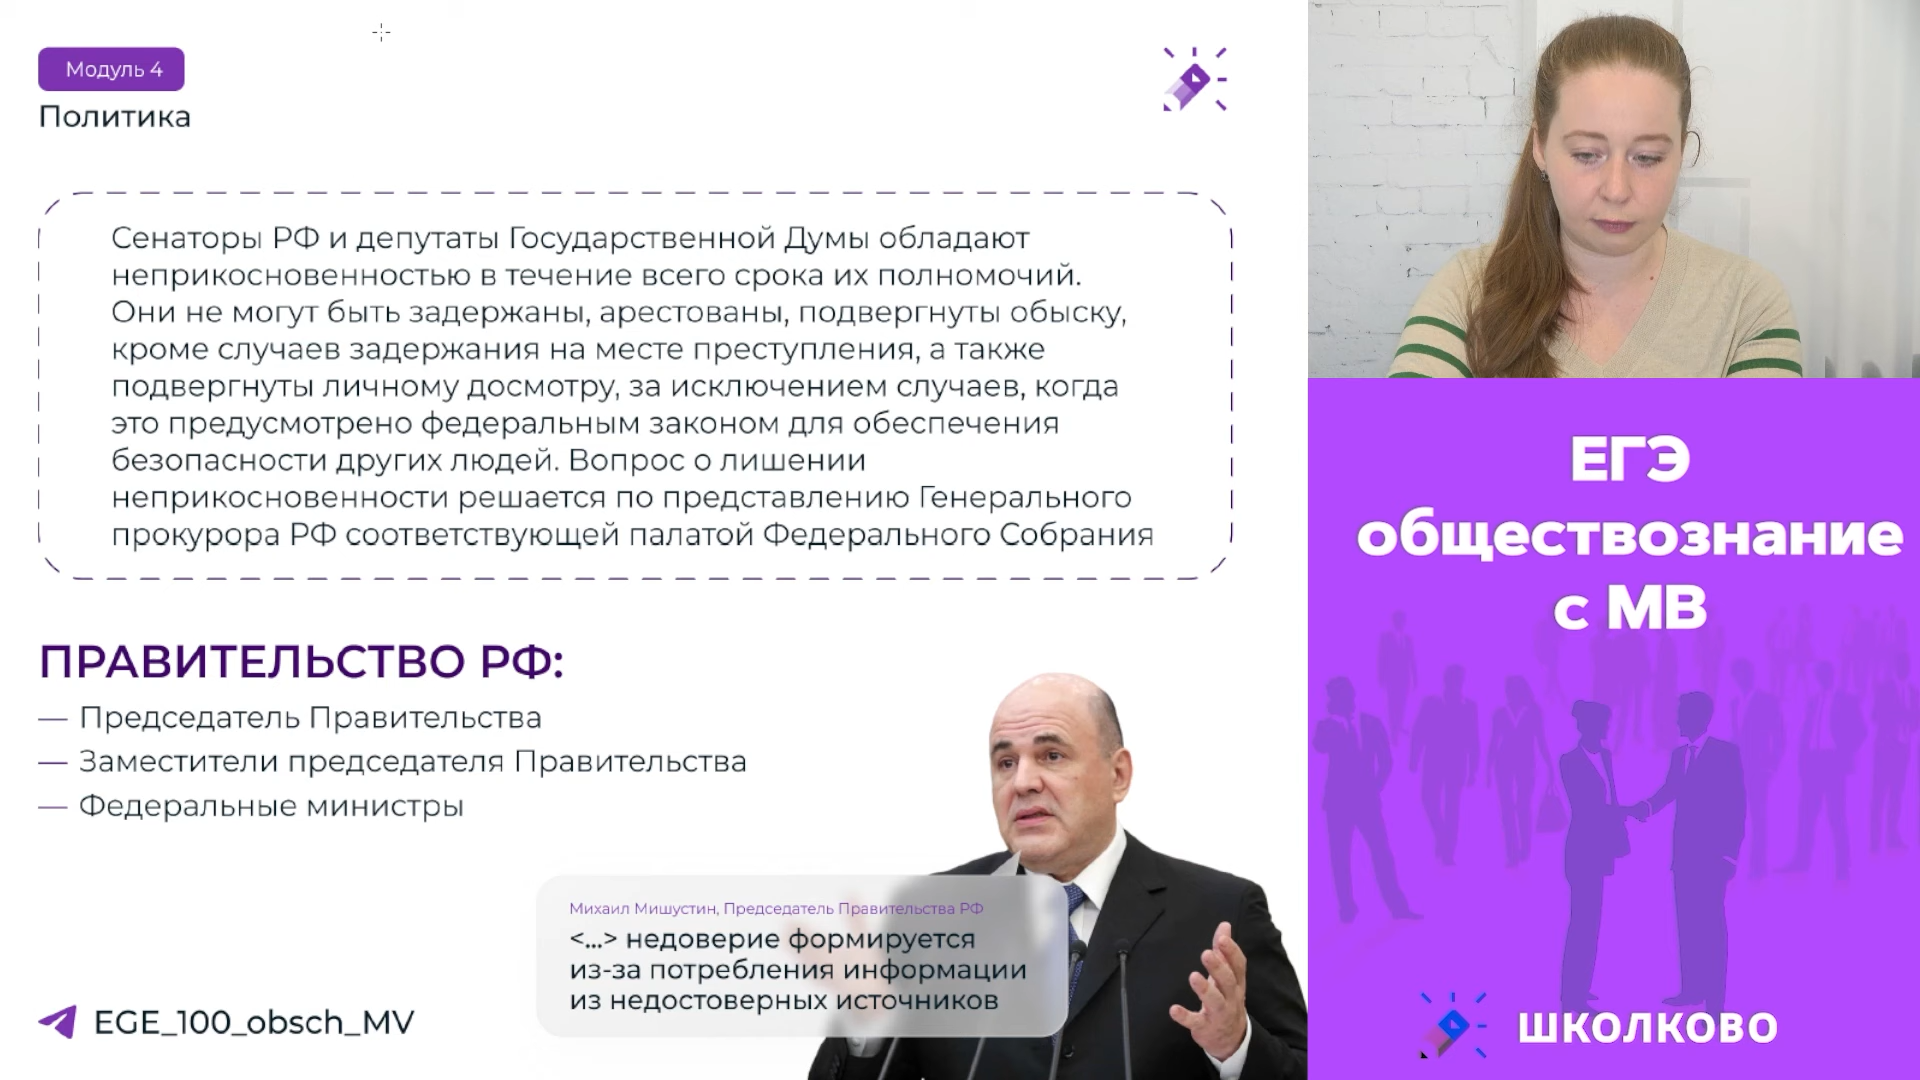 Модуль 4
Политика
Сенаторы РФ и депутаты Государственной Думы обладают
неприкосновенностью в течение всего срока их полномочий.
Они не могут быть задержаны, арестованы, подвергнуты обыску,
кроме случаев задержания на месте преступления, а также
подвергнуты личному досмотру, за исключением случаев, когда
это предусмотрено федеральным законом для обеспечения
безопасности других людей. Вопрос о лишении
неприкосновенности решается по представлению Генерального
прокурора РФ соответствующей палатой Федерального Собрания
ПРАВИТЕЛЬСТВО РФ:
— Председатель Правительства
— Заместители председателя Правительства
— Федеральные министры
Михаил Мишустин, Председатель Правительства РФ
<...> недоверие формируется
из-за потребления информации
из недостоверных источников
EGE_100_obsch_MV
ЕГЭ
обществознание
с МВ
ШКОЛКОВО